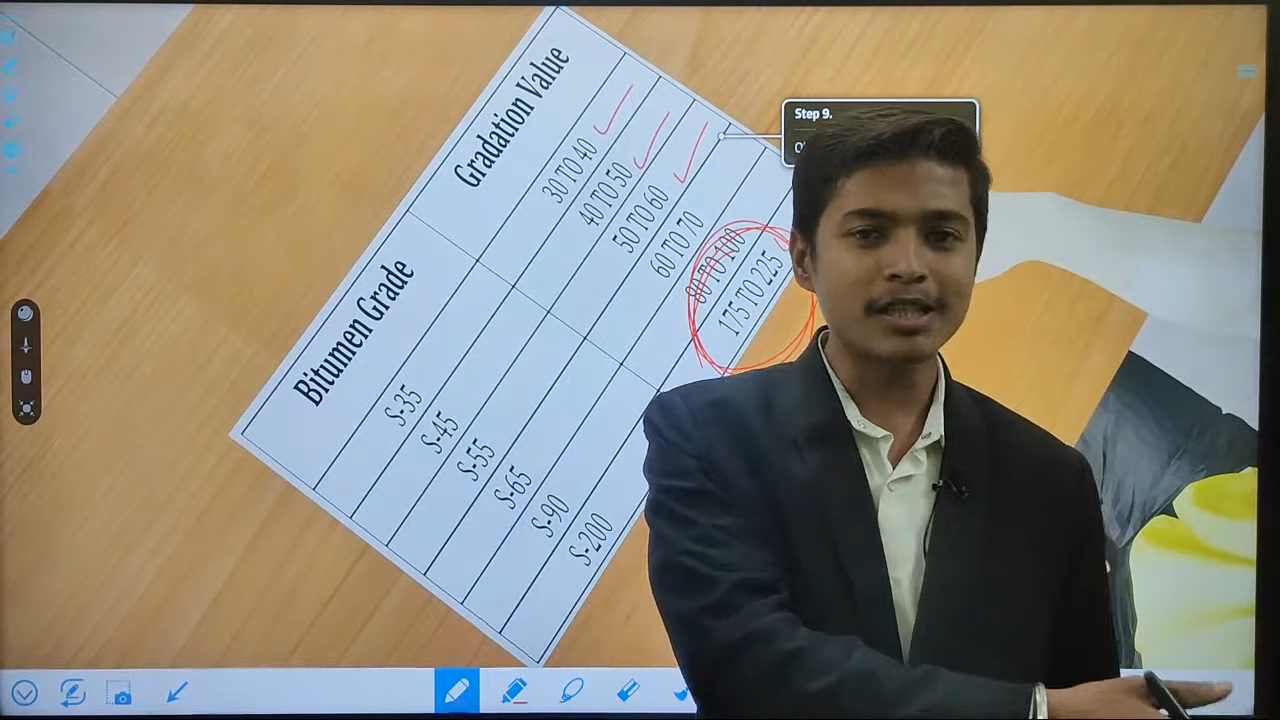 Step 9.
Bitumen Grade Gradation Value
S-35 30 TO 40
S-45 40 TO 50
S-55 50 TO 60
S-65 60 TO 70
S-90 80 TO 100
S-200 175 TO 225